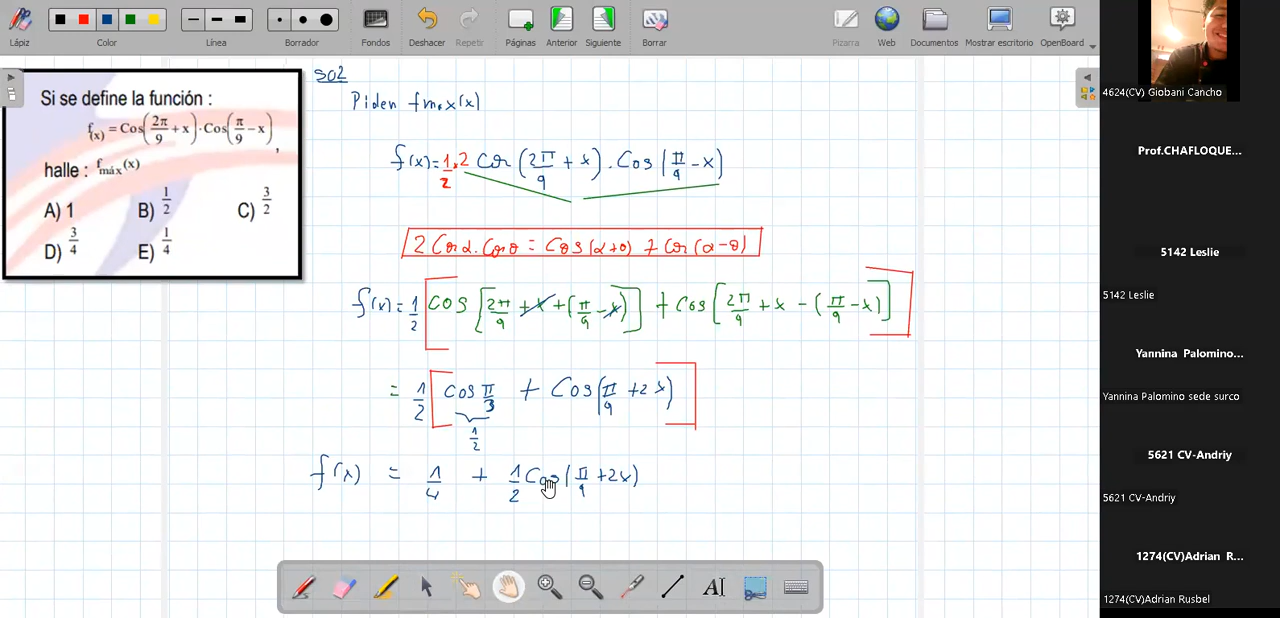 Lápiz Color Línea Borrador Fondos Deshacer Repetir Páginas Anterior Siguiente Borrar Pizarra Web Documentos Mostrar escritorio OpenBoard
Si se define la función :
f(x) = Cos(2π/9 + x) · Cos(π/9 − x) ,
halle : fmáx(x)
A) 1 B) 1/2 C) 3/2
D) 3/4 E) 1/4
SO2
Piden fmax(x)
f(x) = 1/2 x 2 Cos(2π/9 + x) . Cos(π/9 − x)
2 Cosα. Cosθ = Cos(α+θ) + Cos(α−θ)
f(x) = 1/2 [cos[2π/9 + x + (π/9 − x)] + cos[2π/9 + x − (π/9 − x)]]
= 1/2 [cos π/3 + Cos(π/9 + 2x)]
1/2
f(x) = 1/4 + 1/2 Cos(π/9 + 2x)
4624(CV) Giobani Cancho
Prof.CHAFLOQUE...
5142 Leslie
5142 Leslie
Yannina Palomino...
Yannina Palomino sede surco
5621 CV-Andriy
5621 CV-Andriy
1274(CV)Adrian R...
1274(CV)Adrian Rusbel